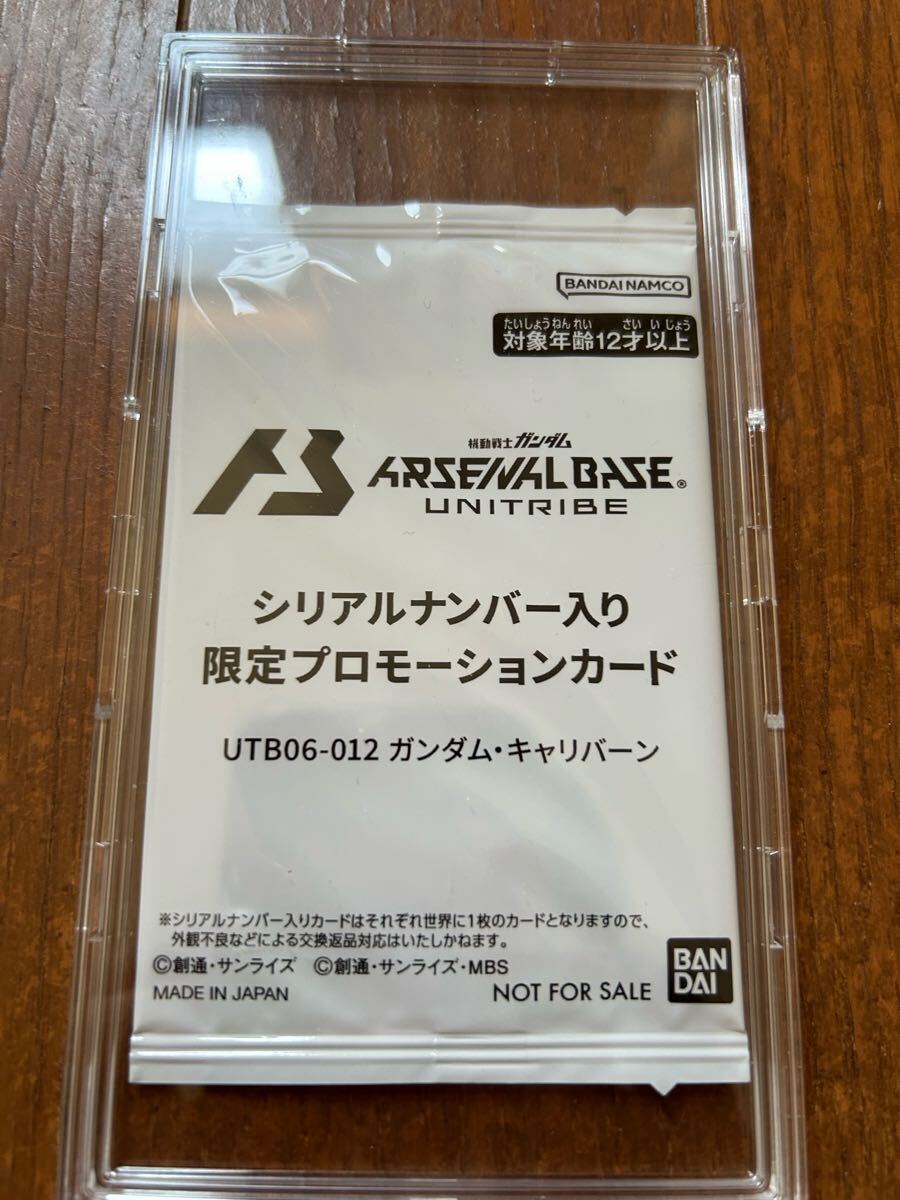 BANDAI NAMCO
たいしょうねんれい さいいじょう
対象年齢12才以上
機動戦士ガンダム
ARSENAL BASE®
UNITRIBE
シリアルナンバー入り
限定プロモーションカード
UTB06-012 ガンダム・キャリバーン
※シリアルナンバー入りカードはそれぞれ世界に1枚のカードとなりますので、
外観不良などによる交換返品対応はいたしかねます。
©創通・サンライズ ©創通・サンライズ・MBS
MADE IN JAPAN NOT FOR SALE
BAN
DAI